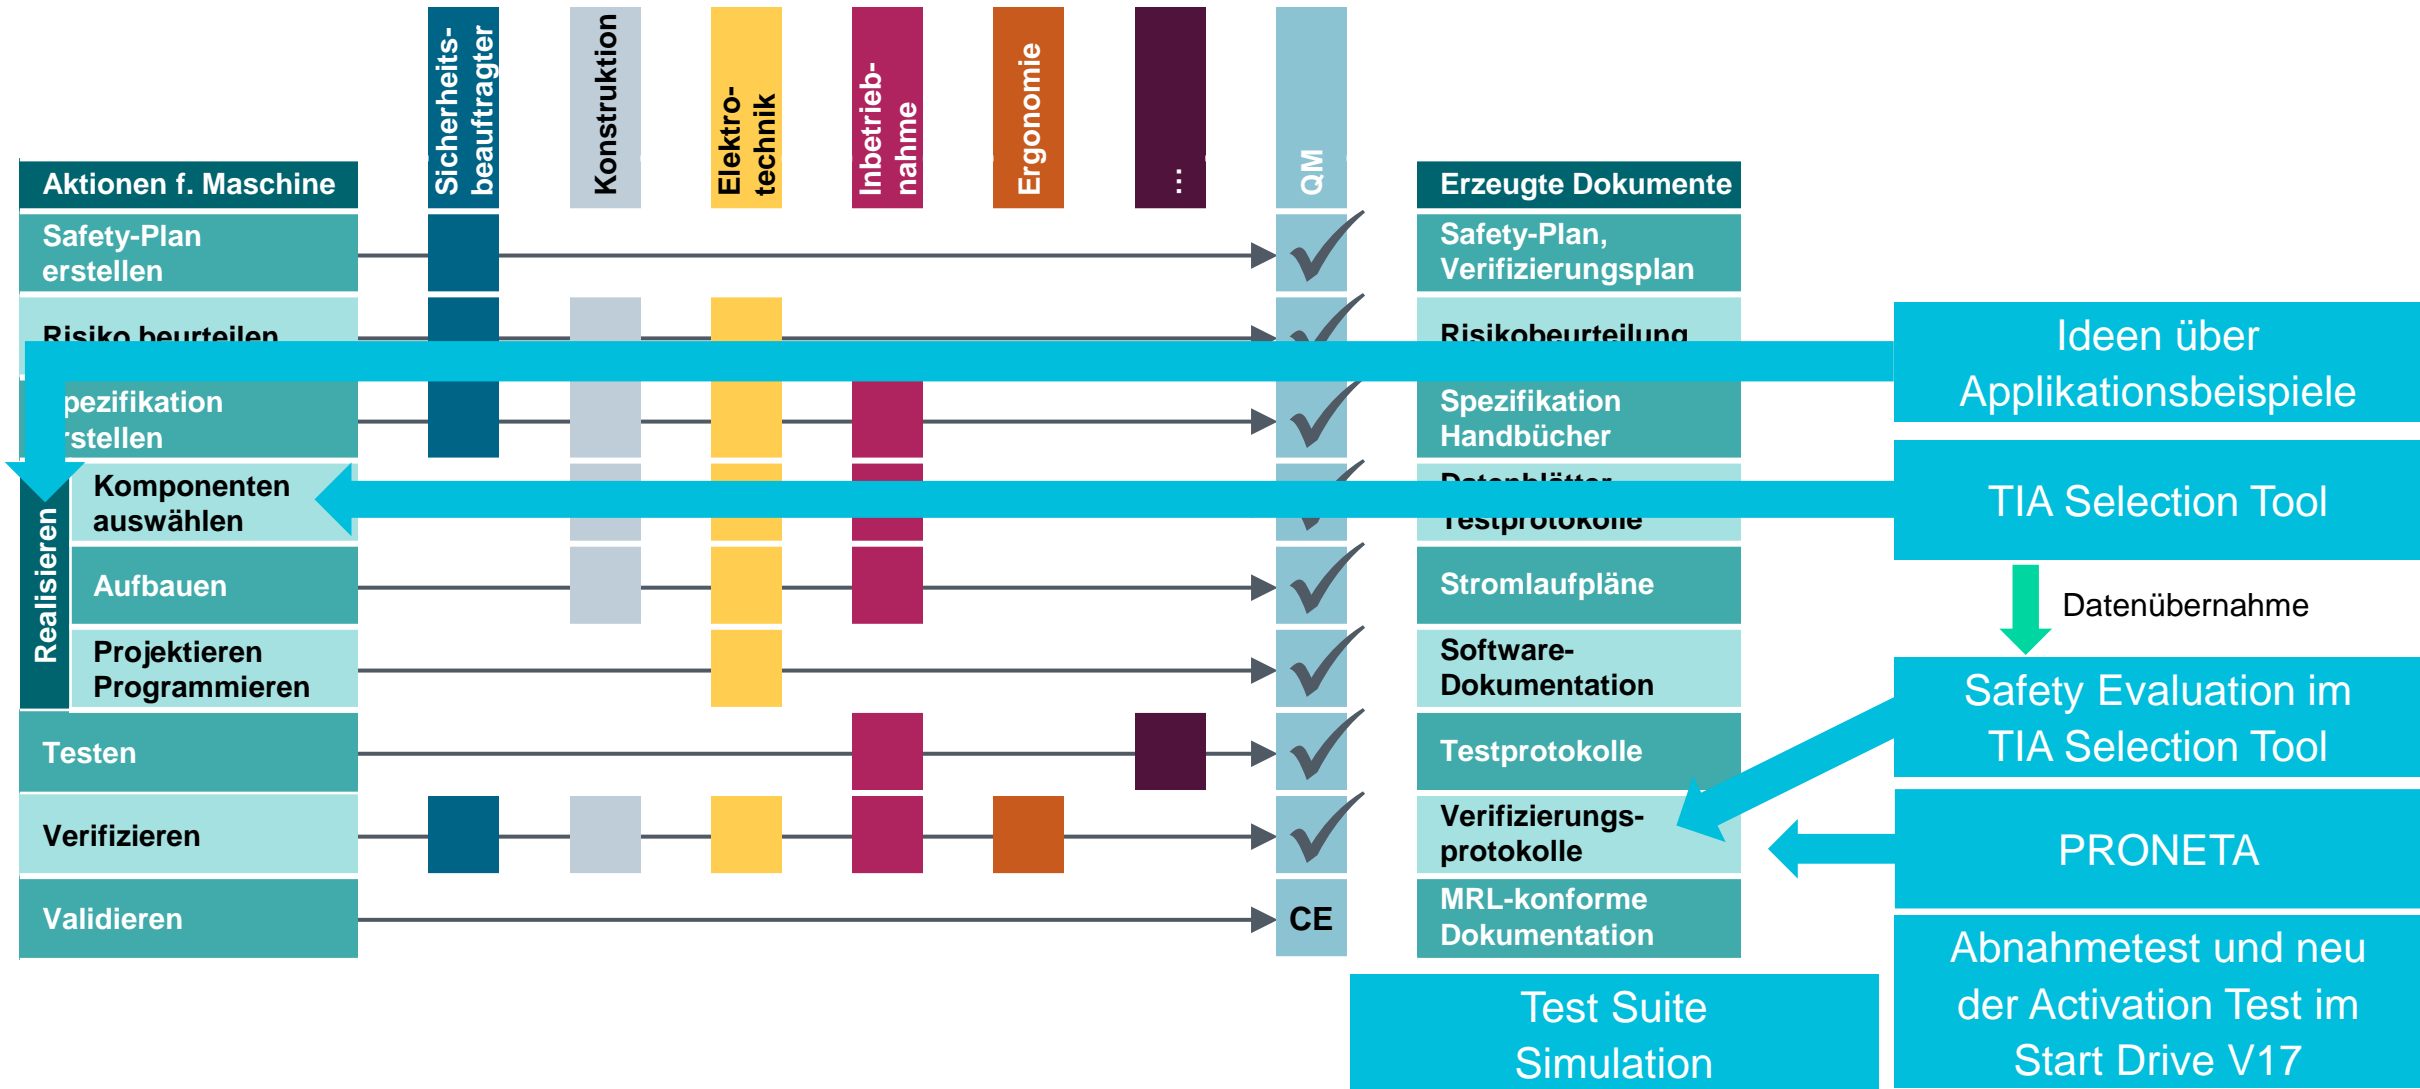 Sicherheits-
beauftragter
Konstruktion
Elektro-
technik
Inbetrieb-
nahme
Ergonomie
...
QM
Aktionen f. Maschine
Erzeugte Dokumente
Safety-Plan
erstellen
Safety-Plan,
Verifizierungsplan
Risiko beurteilen
Risikobeurteilung
Ideen über
Applikationsbeispiele
pezifikation
rstellen
Spezifikation
Handbücher
Realisieren
Komponenten
auswählen
Datenblätter
Testprotokolle
TIA Selection Tool
Aufbauen
Stromlaufpläne
Datenübernahme
Projektieren
Programmieren
Software-
Dokumentation
Safety Evaluation im
TIA Selection Tool
Testen
Testprotokolle
Verifizieren
Verifizierungs-
protokolle
PRONETA
Validieren
CE
MRL-konforme
Dokumentation
Abnahmetest und neu
der Activation Test im
Start Drive V17
Test Suite
Simulation